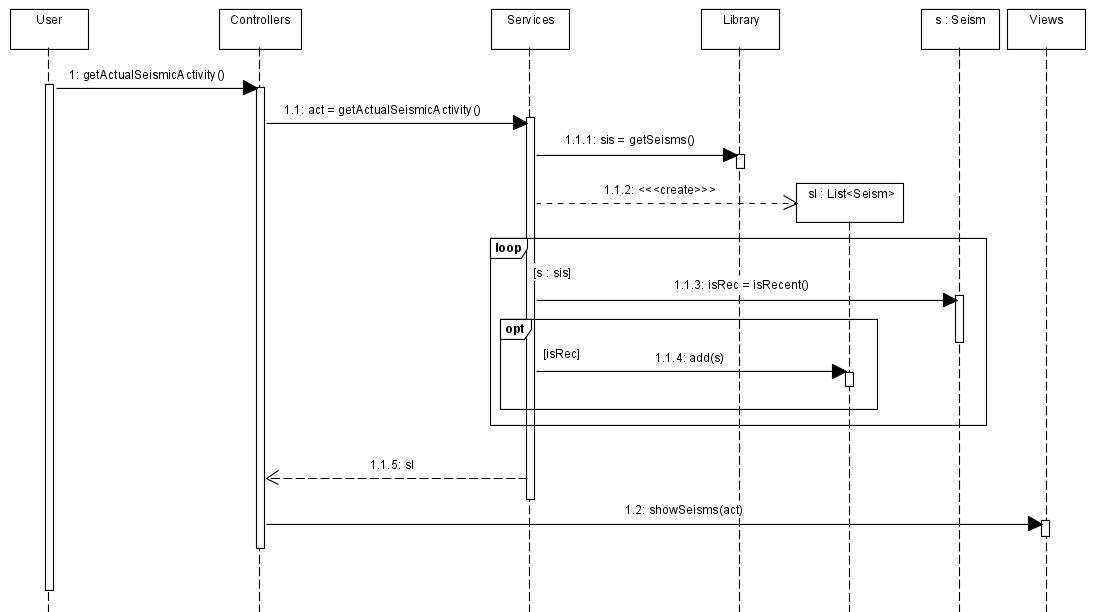 User
Controllers
Services
Library
s : Seism
Views
1: getActualSeismicActivity()
1.1: act = getActualSeismicActivity()
1.1.1: sis = getSeisms()
1.1.2: <<<create>>>
sl : List<Seism>
loop
[s : sis]
1.1.3: isRec = isRecent()
opt
[isRec]
1.1.4: add(s)
1.1.5: sl
1.2: showSeisms(act)